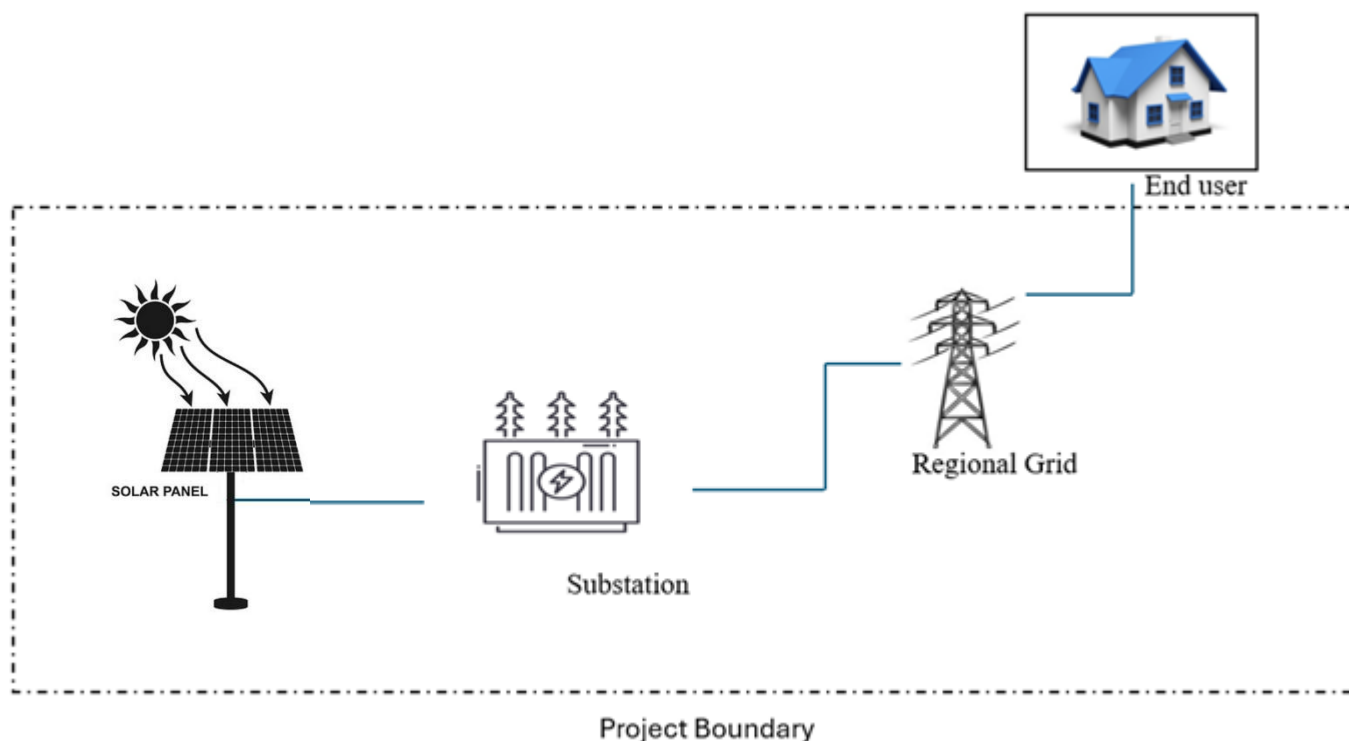 End user
SOLAR PANEL
Regional Grid
Substation
Project Boundary